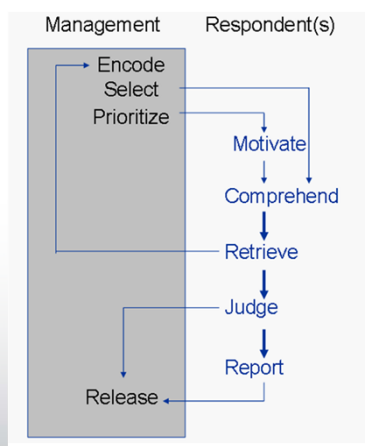 Management Respondent(s)
Encode
Select
Prioritize
Motivate
Comprehend
Retrieve
Judge
Report
Release